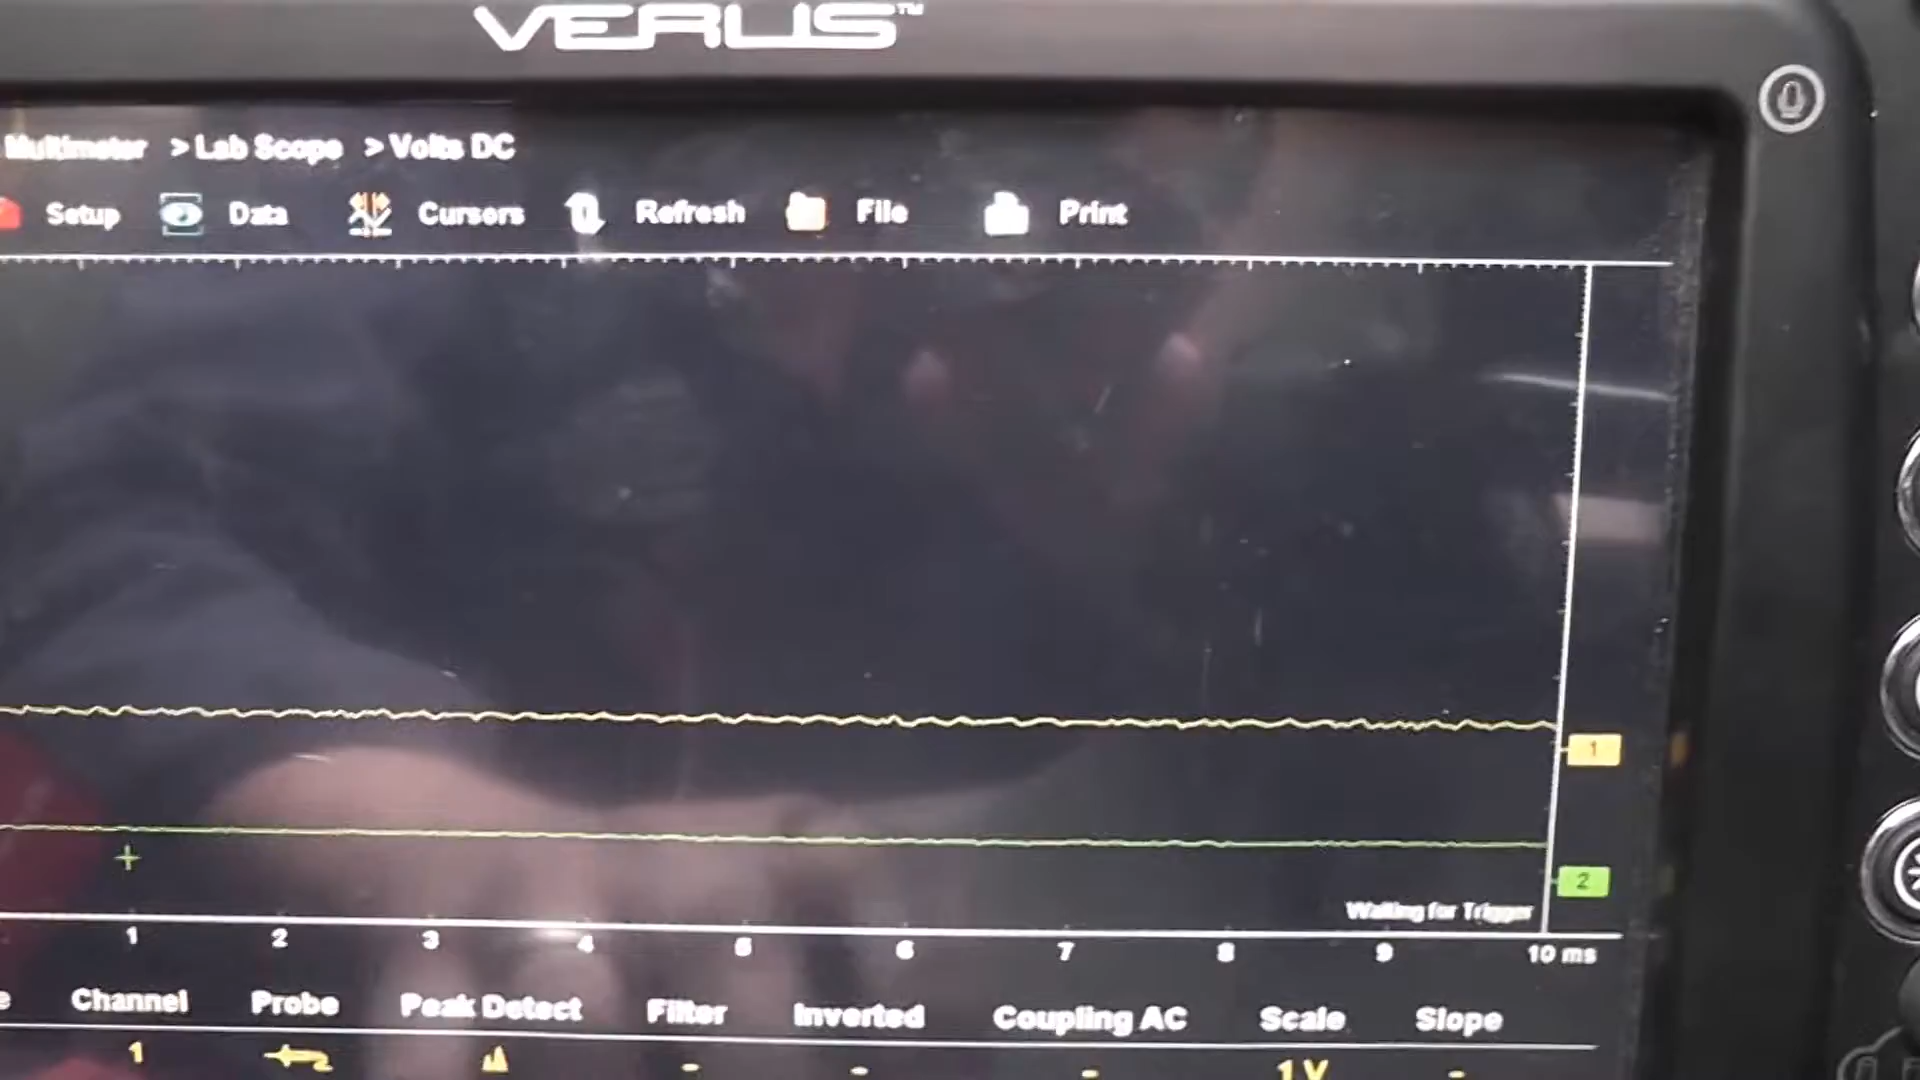 VERUS™
Multimeter > Lab Scope > Volts DC
Setup Data Cursors Refresh File Print
1
2
Waiting for Trigger
1 2 3 4 5 6 7 8 9 10 ms
Channel Probe Peak Detect Filter Inverted Coupling AC Scale Slope
1 - - - 1 V -